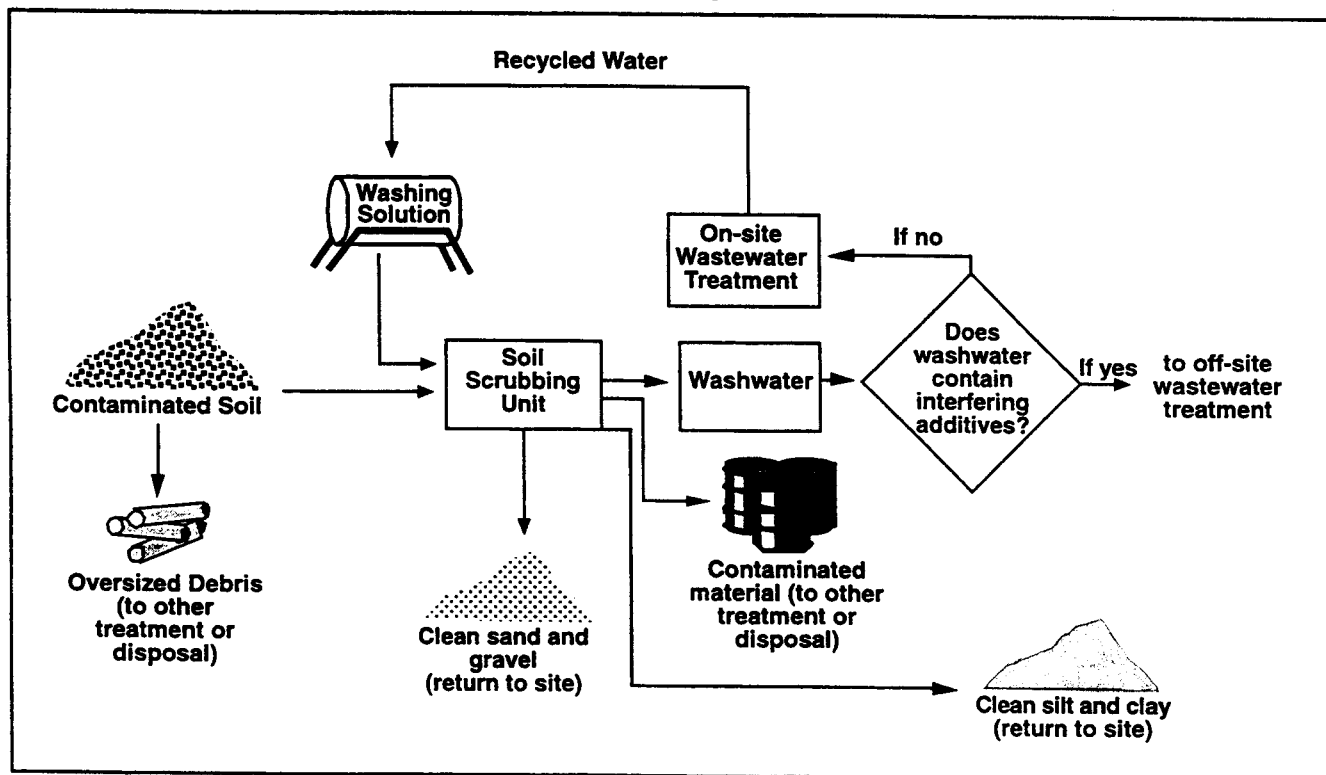 Recycled Water
Washing
Solution
On-site
Wastewater
Treatment
If no
Contaminated Soil
Soil
Scrubbing
Unit
Washwater
Does
washwater
contain
interfering
additives?
If yes
to off-site
wastewater
treatment
Oversized Debris
(to other
treatment or
disposal)
Clean sand and
gravel
(return to site)
Contaminated
material (to other
treatment or
disposal)
Clean silt and clay
(return to site)